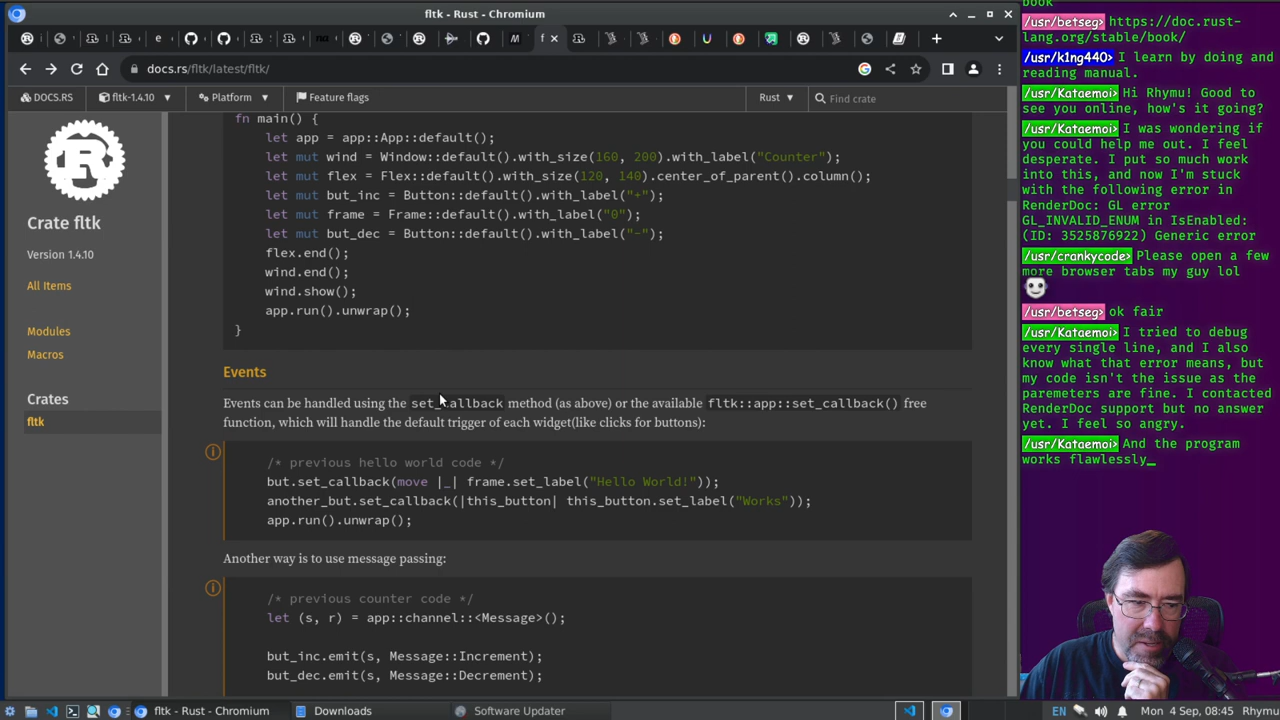 fltk - Rust - Chromium
docs.rs/fltk/latest/fltk/
DOCS.RS
fltk-1.4.10
Platform
Feature flags
Rust
Find crate
Crate fltk
Version 1.4.10
All Items
Modules
Macros
Crates
fltk
fn main() {
let app = app::App::default();
let mut wind = Window::default().with_size(160, 200).with_label("Counter");
let mut flex = Flex::default().with_size(120, 140).center_of_parent().column();
let mut but_inc = Button::default().with_label("+");
let mut frame = Frame::default().with_label("0");
let mut but_dec = Button::default().with_label("-");
flex.end();
wind.end();
wind.show();
app.run().unwrap();
}
Events
Events can be handled using the set_callback method (as above) or the available fltk::app::set_callback() free
function, which will handle the default trigger of each widget(like clicks for buttons):
/* previous hello world code */
but.set_callback(move |_| frame.set_label("Hello World!"));
another_but.set_callback(|this_button| this_button.set_label("Works"));
app.run().unwrap();
Another way is to use message passing:
/* previous counter code */
let (s, r) = app::channel::<Message>();
but_inc.emit(s, Message::Increment);
but_dec.emit(s, Message::Decrement);
book
/usr/betseg> https://doc.rust-
lang.org/stable/book/
/usr/k1ng440> I learn by doing and
reading manual.
/usr/Kataemoi> Hi Rhymu! Good to
see you online, how's it going?
/usr/Kataemoi> I was wondering if
you could help me out. I feel
desperate. I put so much work
into this, and now I'm stuck
with the following error in
RenderDoc: GL error
GL_INVALID_ENUM in IsEnabled:
(ID: 3525876922) Generic error
/usr/crankycode> Please open a few
more browser tabs my guy lol
/usr/betseg> ok fair
/usr/Kataemoi> I tried to debug
every single line, and I also
know what that error means, but
my code isn't the issue as the
paremeters are fine. I contacted
RenderDoc support but no answer
yet. I feel so angry.
/usr/Kataemoi> And the program
works flawlessly_
fltk - Rust - Chromium
Downloads
Software Updater
EN
Mon 4 Sep, 08:45
Rhymu